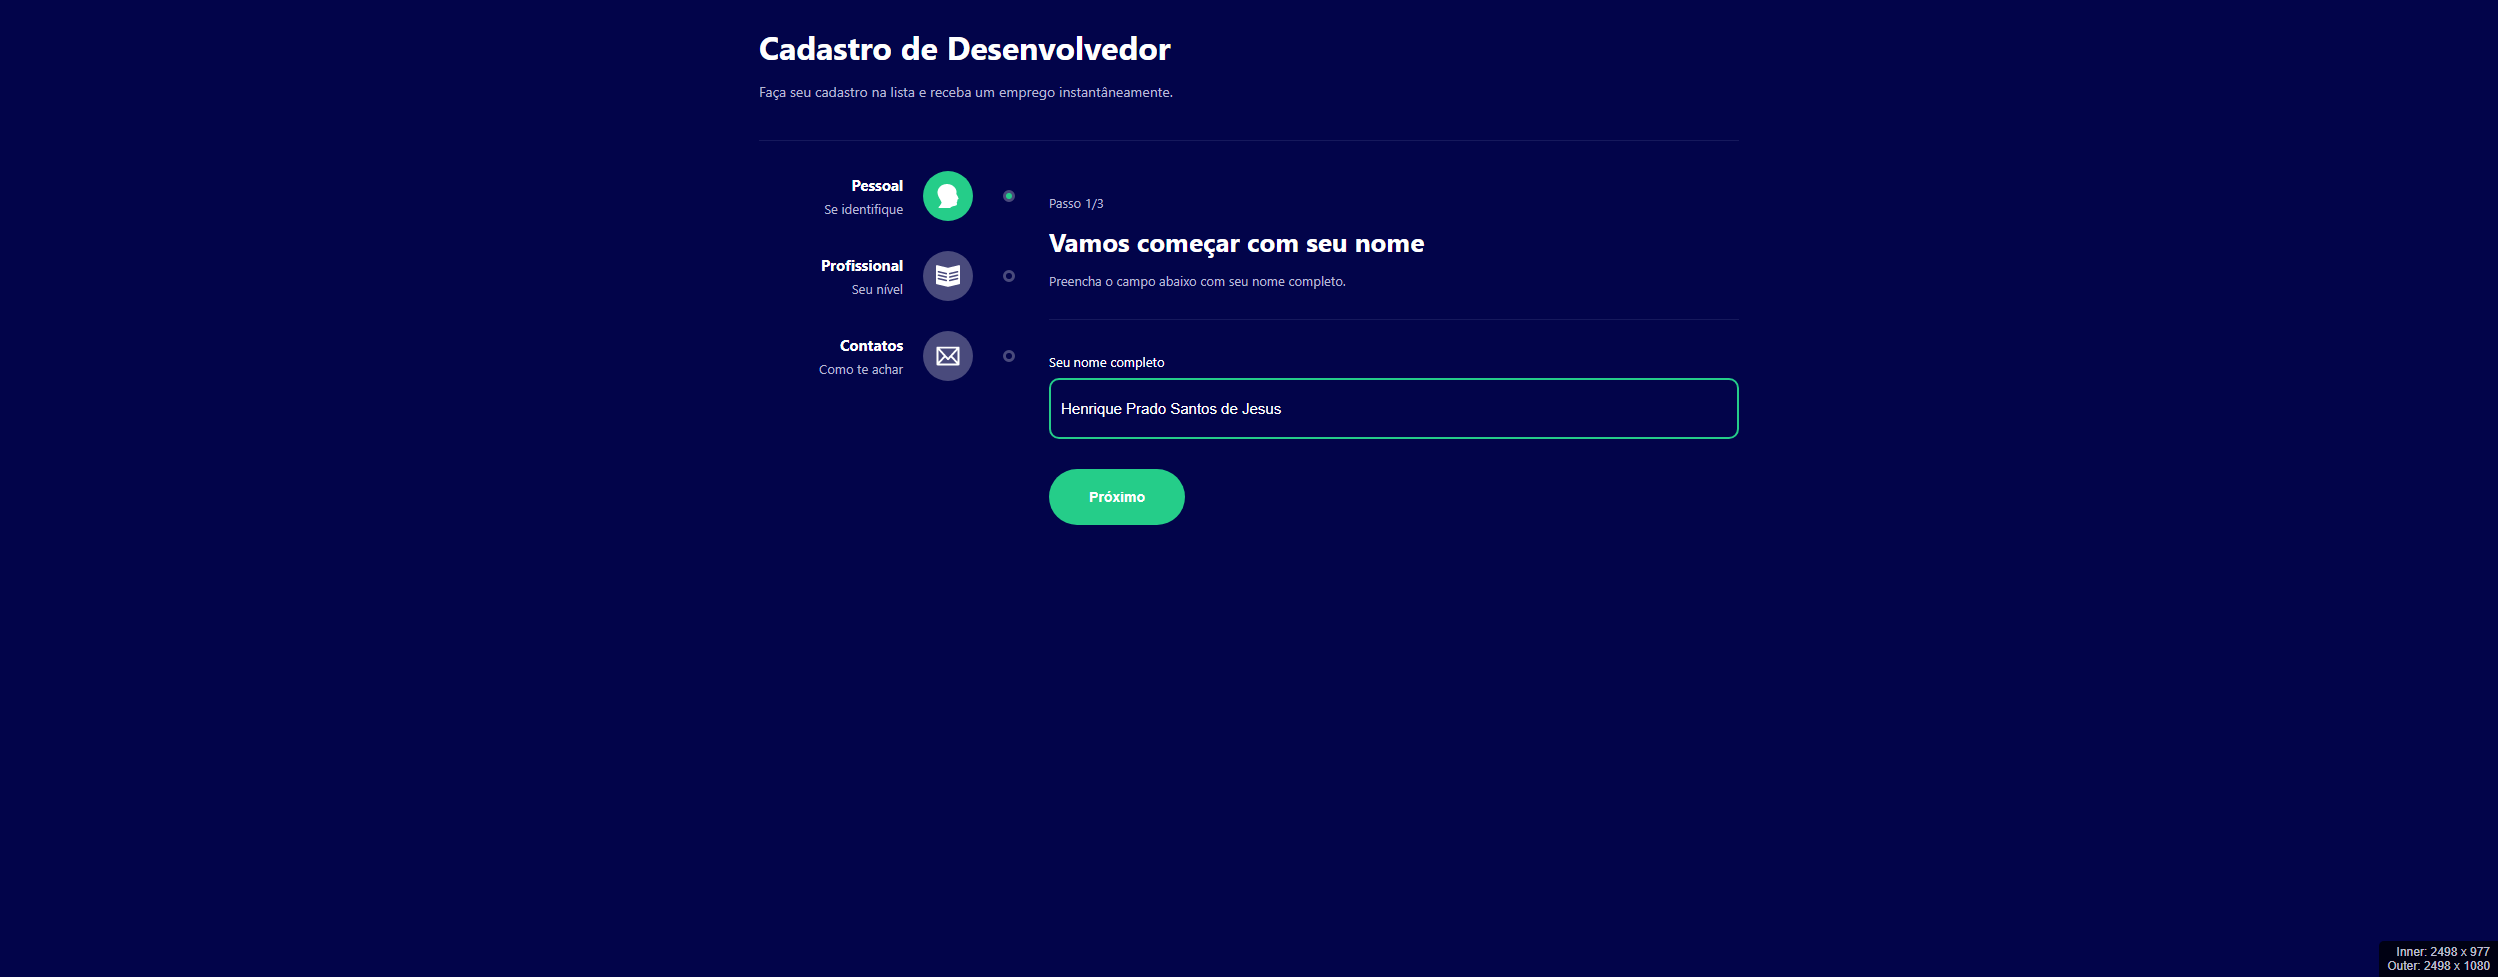 Cadastro de Desenvolvedor
Faça seu cadastro na lista e receba um emprego instantâneamente.
Pessoal
Se identifique
Profissional
Seu nível
Contatos
Como te achar
Passo 1/3
Vamos começar com seu nome
Preencha o campo abaixo com seu nome completo.
Seu nome completo
Henrique Prado Santos de Jesus
Próximo
Inner: 2498 x 977
Outer: 2498 x 1080